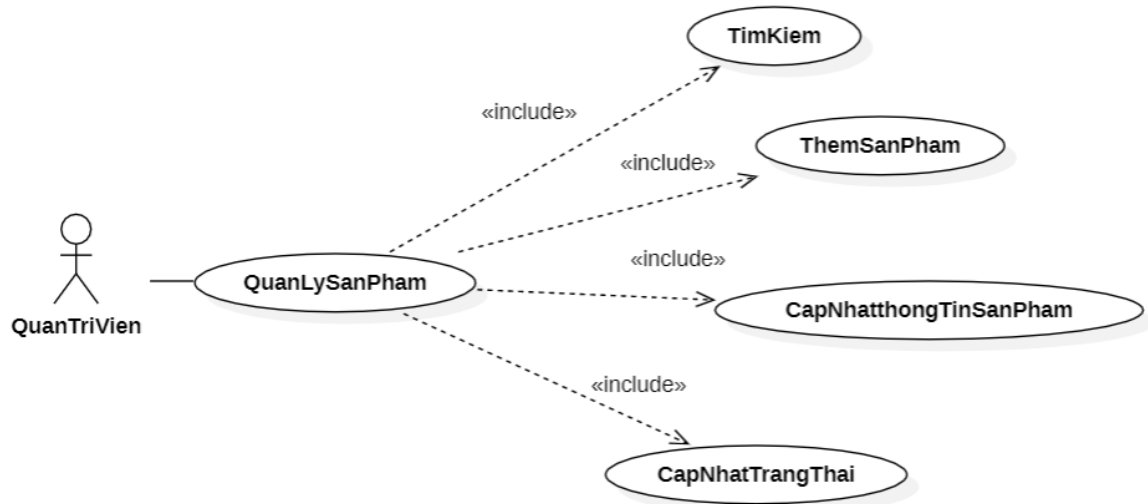 TimKiem
«include»
ThemSanPham
«include»
«include»
QuanLySanPham
CapNhatthongTinSanPham
QuanTriVien
«include»
CapNhatTrangThai